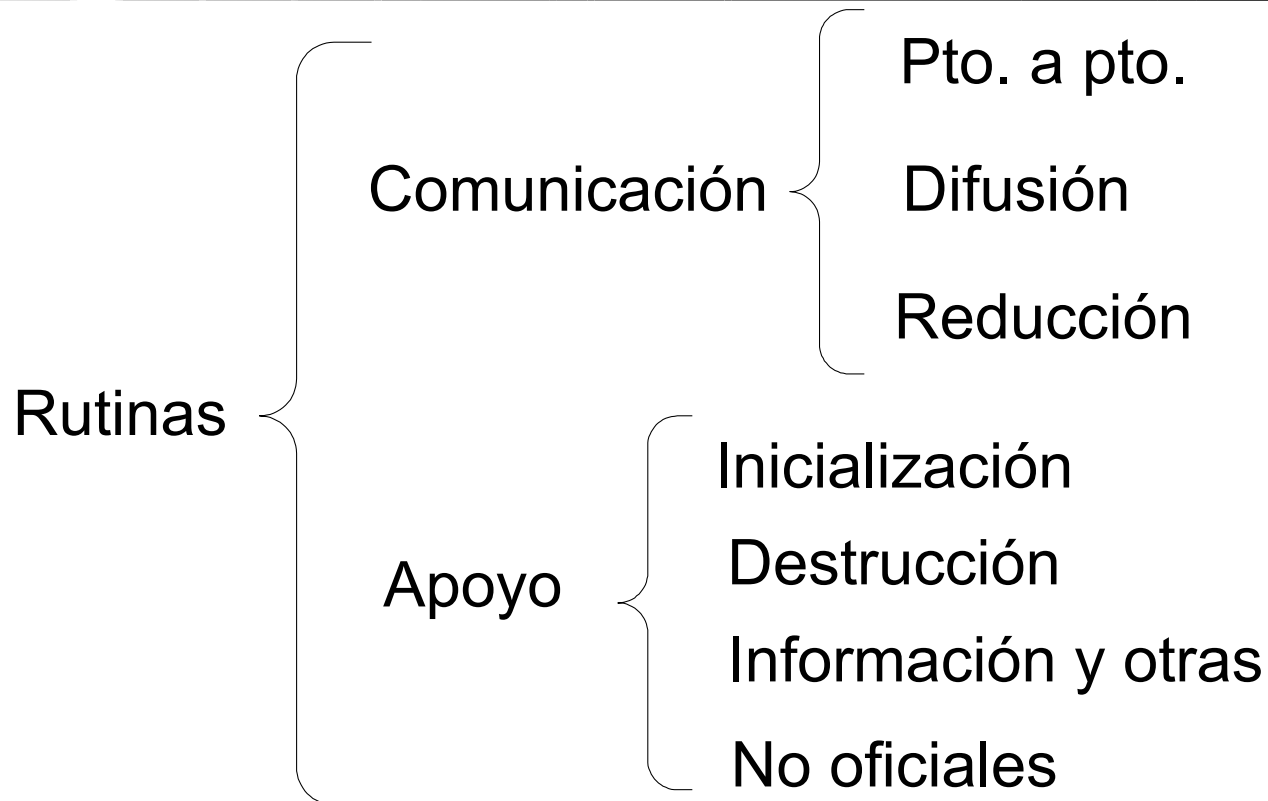 Rutinas
Comunicación
Pto. a pto.
Difusión
Reducción
Apoyo
Inicialización
Destrucción
Información y otras
No oficiales